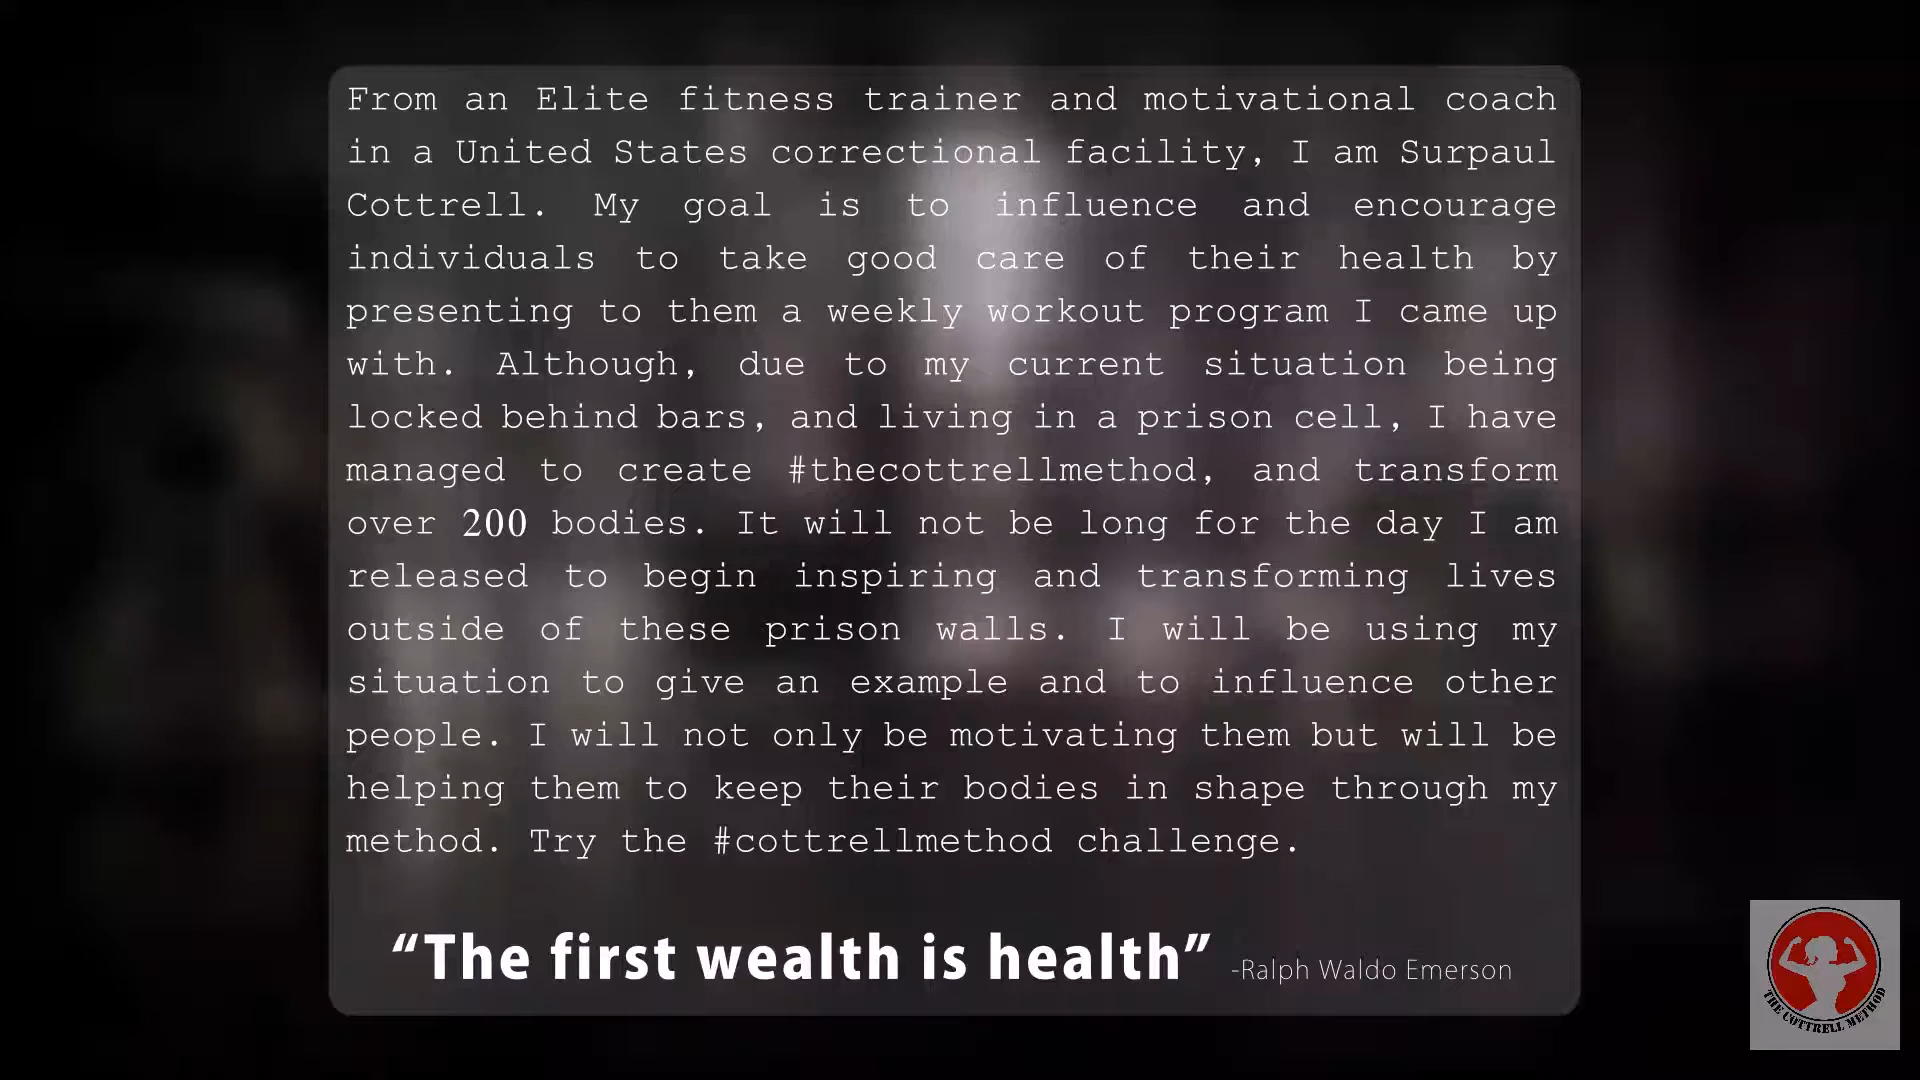 From an Elite fitness trainer and motivational coach
in a United States correctional facility, I am Surpaul
Cottrell. My goal is to influence and encourage
individuals to take good care of their health by
presenting to them a weekly workout program I came up
with. Although, due to my current situation being
locked behind bars, and living in a prison cell, I have
managed to create #thecottrellmethod, and transform
over 200 bodies. It will not be long for the day I am
released to begin inspiring and transforming lives
outside of these prison walls. I will be using my
situation to give an example and to influence other
people. I will not only be motivating them but will be
helping them to keep their bodies in shape through my
method. Try the #cottrellmethod challenge.
“The first wealth is health” -Ralph Waldo Emerson
THE COTTRELL METHOD